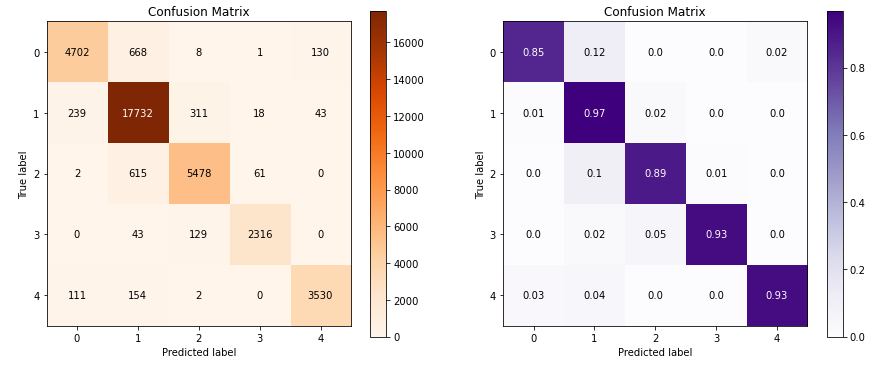 Confusion Matrix
0 4702 668 8 1 130
1 239 17732 311 18 43
2 2 615 5478 61 0
3 0 43 129 2316 0
4 111 154 2 0 3530
0 1 2 3 4
Predicted label
True label
16000
14000
12000
10000
8000
6000
4000
2000
0
Confusion Matrix
0 0.85 0.12 0.0 0.0 0.02
1 0.01 0.97 0.02 0.0 0.0
2 0.0 0.1 0.89 0.01 0.0
3 0.0 0.02 0.05 0.93 0.0
4 0.03 0.04 0.0 0.0 0.93
0 1 2 3 4
Predicted label
True label
0.8
0.6
0.4
0.2
0.0